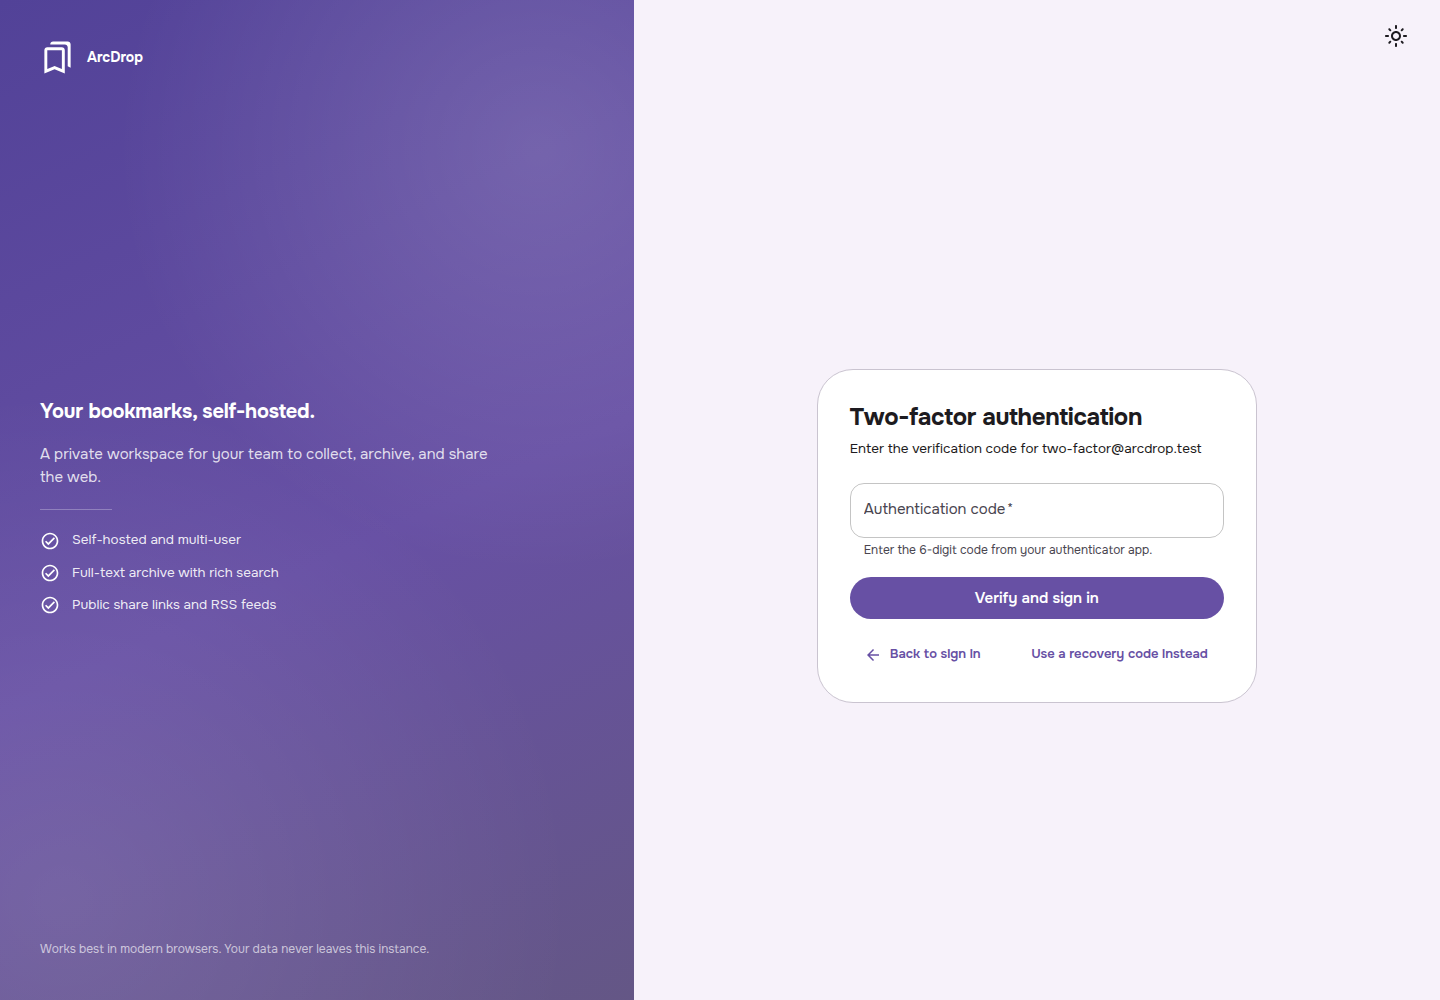 ArcDrop
Your bookmarks, self-hosted.
A private workspace for your team to collect, archive, and share
the web.
Self-hosted and multi-user
Full-text archive with rich search
Public share links and RSS feeds
Works best in modern browsers. Your data never leaves this instance.
Two-factor authentication
Enter the verification code for two-factor@arcdrop.test
Authentication code *
Enter the 6-digit code from your authenticator app.
Verify and sign in
Back to sign in
Use a recovery code instead